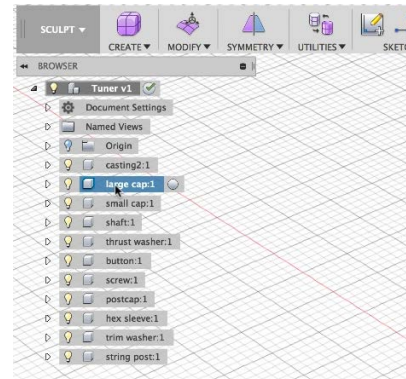 SCULPT
CREATE MODIFY SYMMETRY UTILITIES SKET
BROWSER
Tuner v1
Document Settings
Named Views
Origin
casting2:1
large cap:1
small cap:1
shaft:1
thrust washer:1
button:1
screw:1
postcap:1
hex sleeve:1
trim washer:1
string post:1